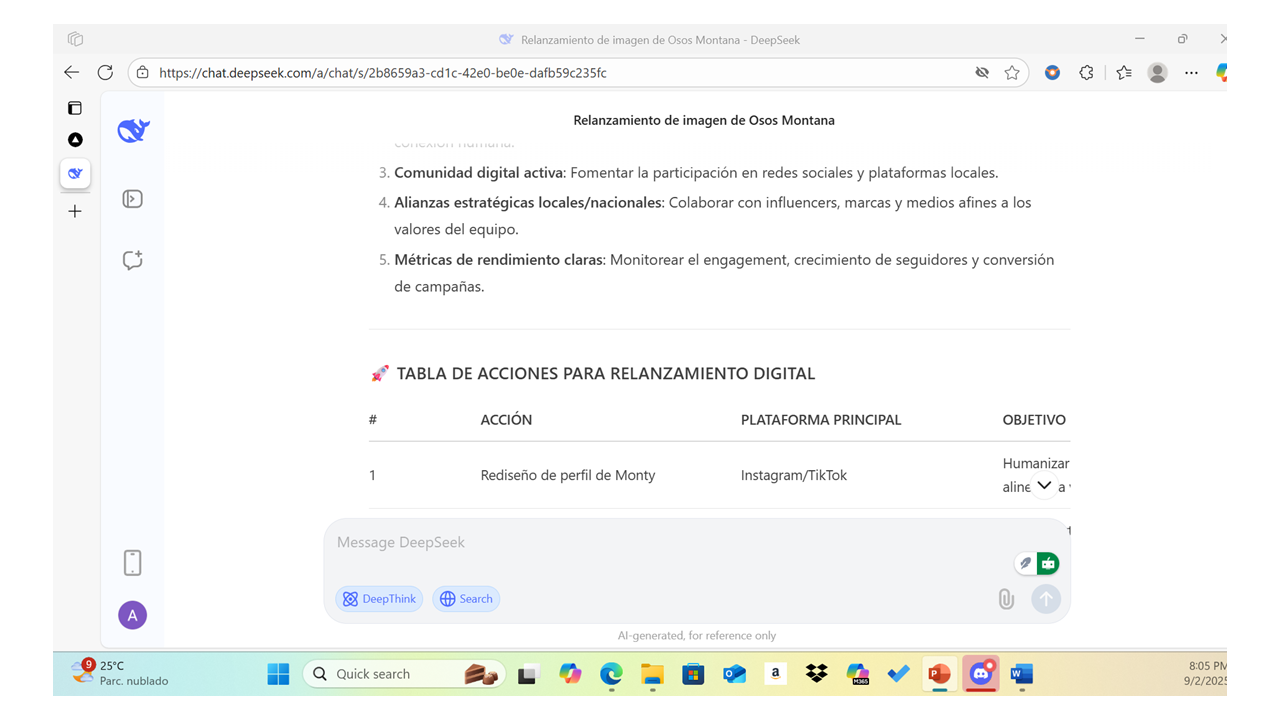 Relanzamiento de imagen de Osos Montana - DeepSeek
https://chat.deepseek.com/a/chat/s/2b8659a3-cd1c-42e0-be0e-dafb59c235fc
Relanzamiento de imagen de Osos Montana
conexión humana.
3. Comunidad digital activa: Fomentar la participación en redes sociales y plataformas locales.
4. Alianzas estratégicas locales/nacionales: Colaborar con influencers, marcas y medios afines a los
valores del equipo.
5. Métricas de rendimiento claras: Monitorear el engagement, crecimiento de seguidores y conversión
de campañas.
🚀 TABLA DE ACCIONES PARA RELANZAMIENTO DIGITAL
# ACCIÓN PLATAFORMA PRINCIPAL OBJETIVO
1 Rediseño de perfil de Monty Instagram/TikTok Humanizar
Message DeepSeek
DeepThink Search
A
AI-generated, for reference only
9 25°C
Parc. nublado
Quick search
a
M365
8:05 PM
9/2/2025